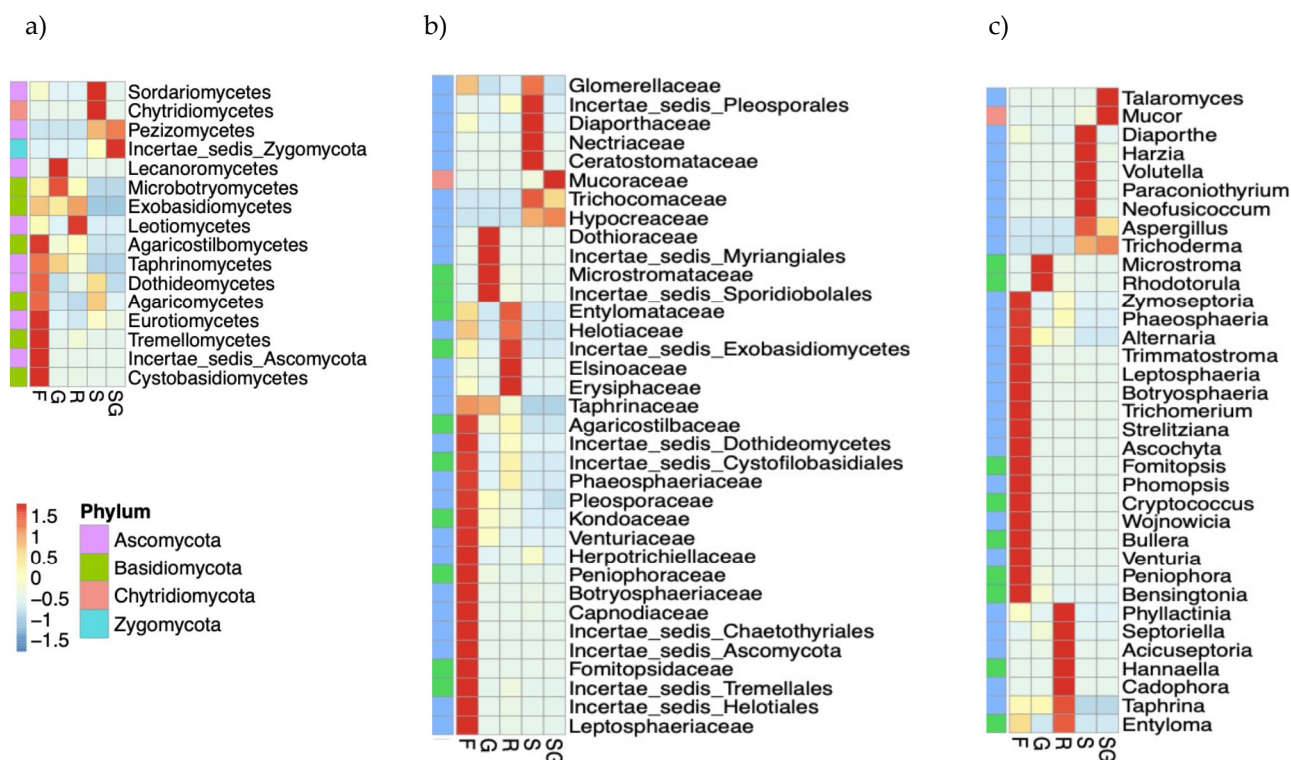 a)
Sordariomycetes
Chytridiomycetes
Pezizomycetes
Incertae_sedis_Zygomycota
Lecanoromycetes
Microbotryomycetes
Exobasidiomycetes
Leotiomycetes
Agaricostilbomycetes
Taphrinomycetes
Dothideomycetes
Agaricomycetes
Eurotiomycetes
Tremellomycetes
Incertae_sedis_Ascomycota
Cystobasidiomycetes
F G R S SG
1.5
1
0.5
0
−0.5
−1
−1.5
Phylum
Ascomycota
Basidiomycota
Chytridiomycota
Zygomycota
b)
Glomerellaceae
Incertae_sedis_Pleosporales
Diaporthaceae
Nectriaceae
Ceratostomataceae
Mucoraceae
Trichocomaceae
Hypocreaceae
Dothioraceae
Incertae_sedis_Myriangiales
Microstromataceae
Incertae_sedis_Sporidiobolales
Entylomataceae
Helotiaceae
Incertae_sedis_Exobasidiomycetes
Elsinoaceae
Erysiphaceae
Taphrinaceae
Agaricostilbaceae
Incertae_sedis_Dothideomycetes
Incertae_sedis_Cystofilobasidiales
Phaeosphaeriaceae
Pleosporaceae
Kondoaceae
Venturiaceae
Herpotrichiellaceae
Peniophoraceae
Botryosphaeriaceae
Capnodiaceae
Incertae_sedis_Chaetothyriales
Incertae_sedis_Ascomycota
Fomitopsidaceae
Incertae_sedis_Tremellales
Incertae_sedis_Helotiales
Leptosphaeriaceae
F G R S SG
c)
Talaromyces
Mucor
Diaporthe
Harzia
Volutella
Paraconiothyrium
Neofusicoccum
Aspergillus
Trichoderma
Microstroma
Rhodotorula
Zymoseptoria
Phaeosphaeria
Alternaria
Trimmatostroma
Leptosphaeria
Botryosphaeria
Trichomerium
Strelitziana
Ascochyta
Fomitopsis
Phomopsis
Cryptococcus
Wojnowicia
Bullera
Venturia
Peniophora
Bensingtonia
Phyllactinia
Septoriella
Acicuseptoria
Hannaella
Cadophora
Taphrina
Entyloma
F G R S SG